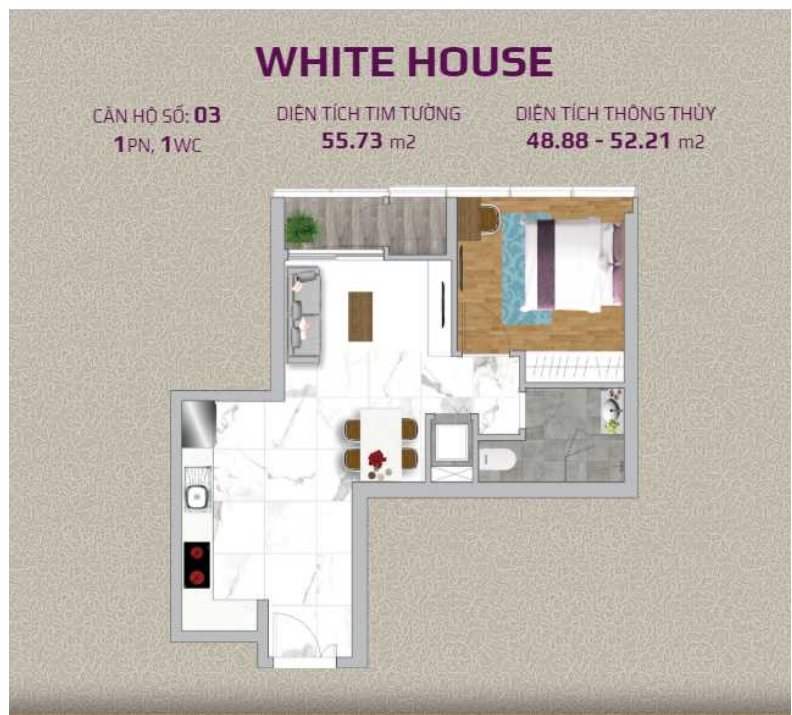 WHITE HOUSE
CĂN HỘ SỐ: 03
1PN, 1WC
DIỆN TÍCH TIM TƯỜNG
55.73 m2
DIỆN TÍCH THÔNG THỦY
48.88 - 52.21 m2